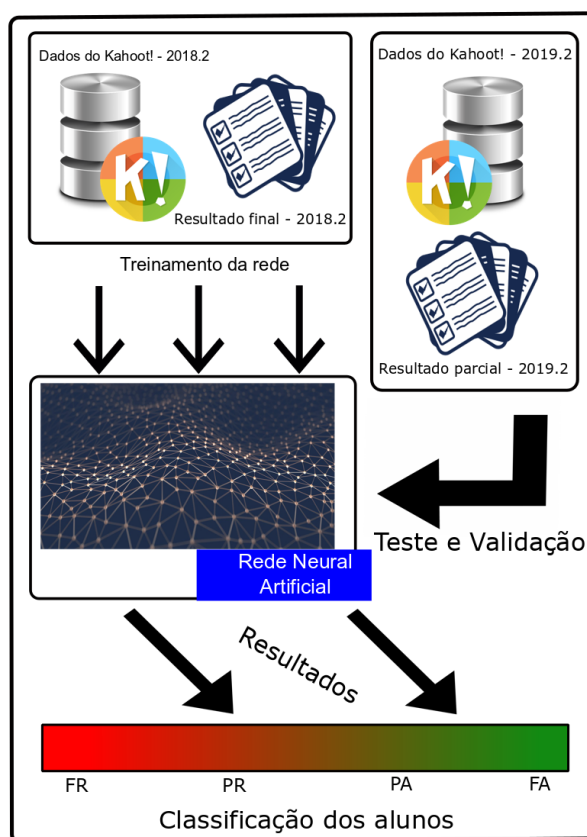 Dados do Kahoot! - 2018.2
K!
Resultado final - 2018.2
Dados do Kahoot! - 2019.2
K!
Resultado parcial - 2019.2
Treinamento da rede
Teste e Validação
Rede Neural
Artificial
Resultados
FR PR PA FA
Classificação dos alunos